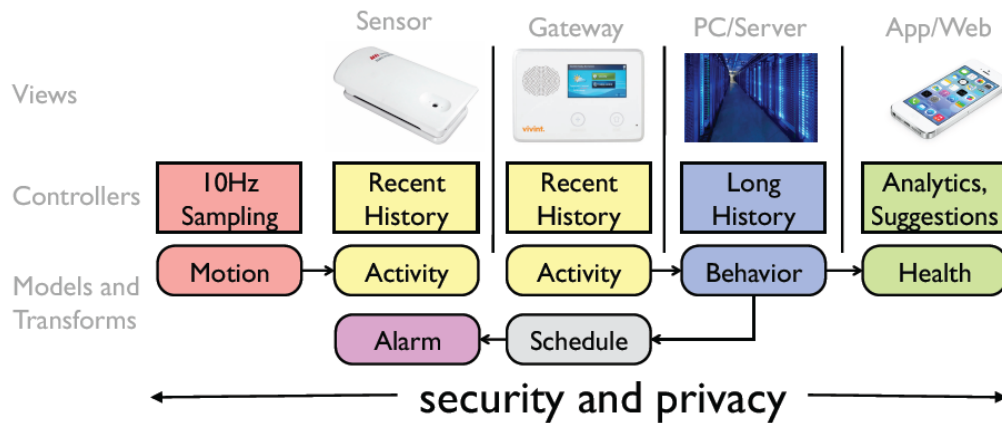 Sensor
Gateway
PC/Server
App/Web
Views
vivint.
Controllers
10Hz
Sampling
Recent
History
Recent
History
Long
History
Analytics,
Suggestions
Models and
Transforms
Motion
Activity
Activity
Behavior
Health
Alarm
Schedule
security and privacy